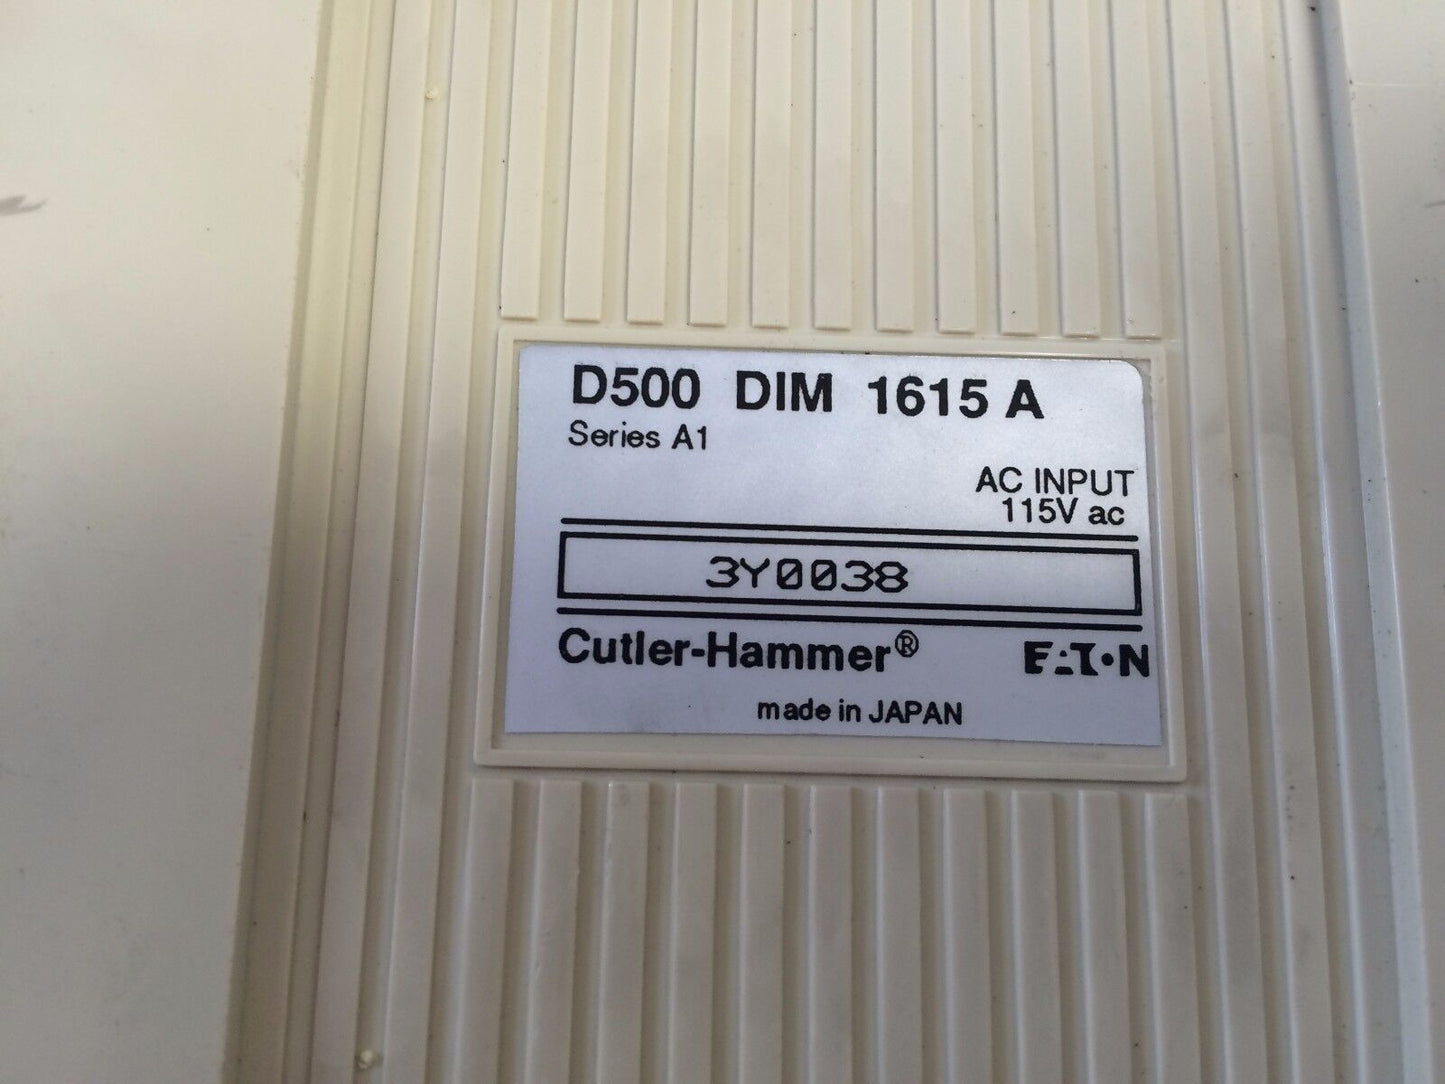 D500 DIM 1615 A
Series A1
AC INPUT
115V ac
3Y0038
Cutler-Hammer® EATON
made in JAPAN